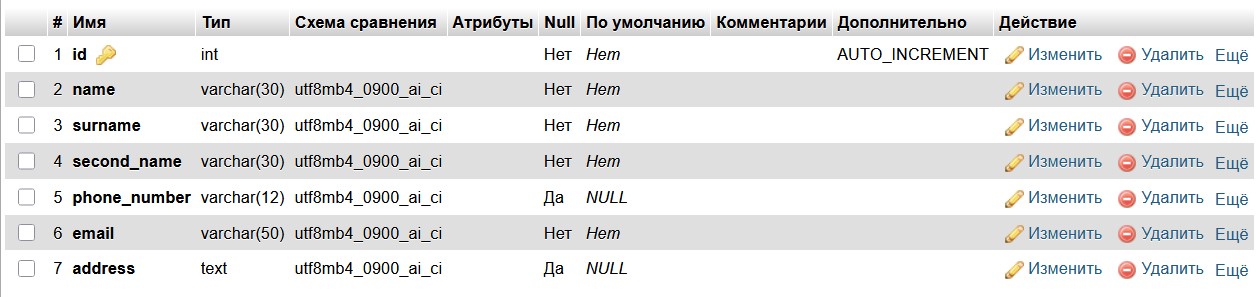 # Имя Тип Схема сравнения Атрибуты Null По умолчанию Комментарии Дополнительно Действие
1 id int Нет Нет AUTO_INCREMENT Изменить Удалить Ещё
2 name varchar(30) utf8mb4_0900_ai_ci Нет Нет Изменить Удалить Ещё
3 surname varchar(30) utf8mb4_0900_ai_ci Нет Нет Изменить Удалить Ещё
4 second_name varchar(30) utf8mb4_0900_ai_ci Нет Нет Изменить Удалить Ещё
5 phone_number varchar(12) utf8mb4_0900_ai_ci Да NULL Изменить Удалить Ещё
6 email varchar(50) utf8mb4_0900_ai_ci Нет Нет Изменить Удалить Ещё
7 address text utf8mb4_0900_ai_ci Да NULL Изменить Удалить Ещё